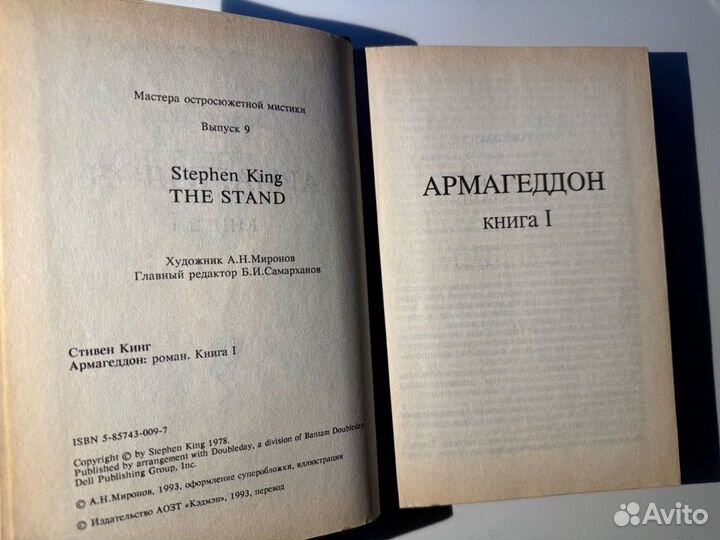 Мастера остросюжетной мистики
Выпуск 9
Stephen King
THE STAND
Художник А.Н.Миронов
Главный редактор Б.И.Самарханов
Стивен Кинг
Армагеддон: роман. Книга I
ISBN 5-85743-009-7
Copyright © by Stephen King 1978.
Published by arrangement with Doubleday, a division of Bantam Doubleday
Dell Publishing Group, Inc.
© А.Н.Миронов, 1993, оформление суперобложки, иллюстрации
© Издательство АОЗТ «Кэдмэн», 1993, перевод
АРМАГЕДДОН
книга I
Avito